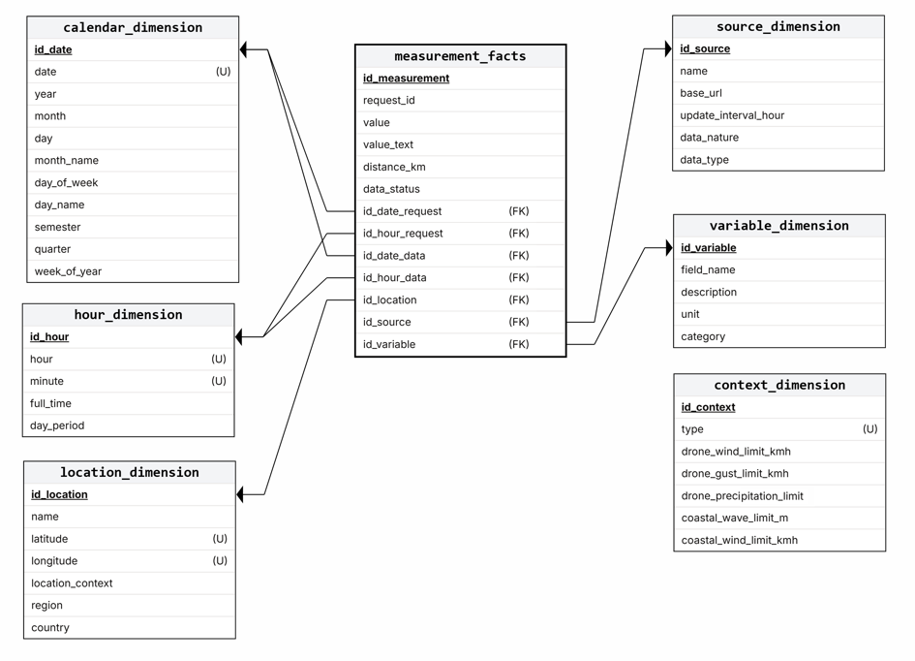 calendar_dimension
id_date
date (U)
year
month
day
month_name
day_of_week
day_name
semester
quarter
week_of_year
hour_dimension
id_hour
hour (U)
minute (U)
full_time
day_period
location_dimension
id_location
name
latitude (U)
longitude (U)
location_context
region
country
measurement_facts
id_measurement
request_id
value
value_text
distance_km
data_status
id_date_request (FK)
id_hour_request (FK)
id_date_data (FK)
id_hour_data (FK)
id_location (FK)
id_source (FK)
id_variable (FK)
source_dimension
id_source
name
base_url
update_interval_hour
data_nature
data_type
variable_dimension
id_variable
field_name
description
unit
category
context_dimension
id_context
type (U)
drone_wind_limit_kmh
drone_gust_limit_kmh
drone_precipitation_limit
coastal_wave_limit_m
coastal_wind_limit_kmh